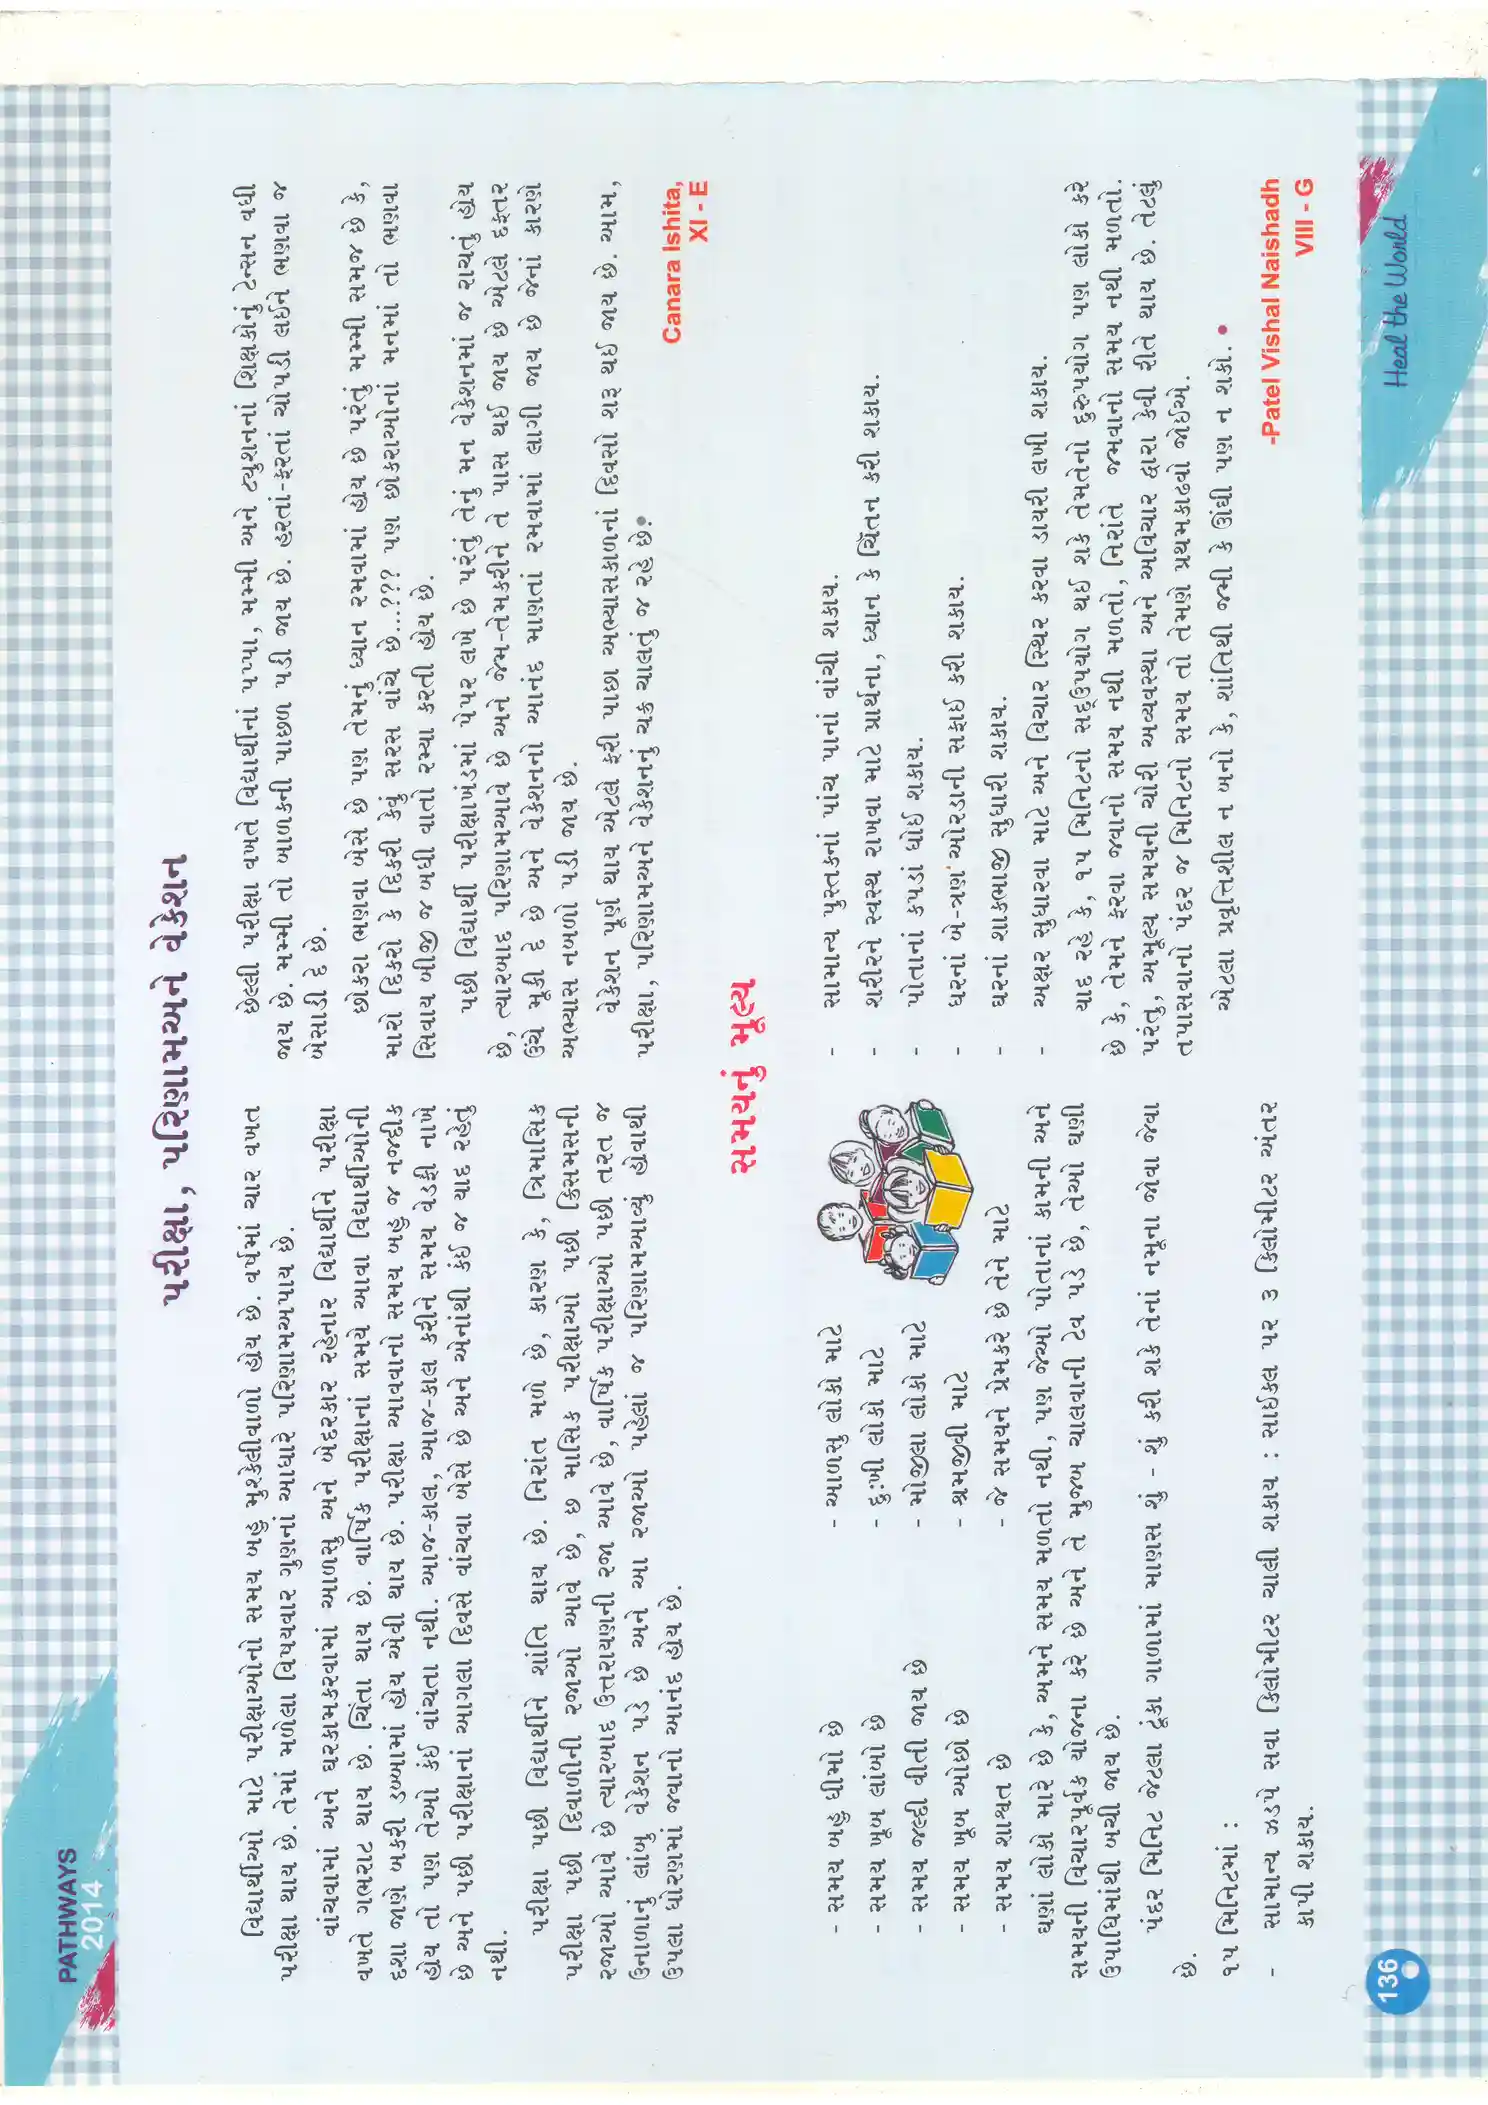 PATHWAYS
2014
પરીક્ષા, પરિણામઅને વેકેશન
વિદ્યાર્થીઓ માટે પરીક્ષાઓનો સમય બહુ મુશ્કેલીવાળો હોય છે. વર્ષમાં ચાર વખત
પરીક્ષા થાય છે. તેમાં મળેલા વિષયવાર ગુણનાં આધારે પરિણામઅપાય છે.
વાંચવામાં અને ઘરકામકરવામાં આળસુ અને બેદરકાર રહેનાર વિદ્યાર્થીને પરીક્ષા
વખતે ગભરાટ થાય છે. ચિંતા થાય છે. વાર્ષિક પરીક્ષાનાં સમયે આવા વિદ્યાર્થીઓની
દશા જાણે બકરી ડબ્બામાં હોય એવી થાય છે. પરીક્ષા આવવાનો સમય બહુ જ નજદીક
હોય તો પણ તેઓ કંઈ વાંચતા નથી. આજ-કાલ, આજ-કાલ કરીને સમય વેડફી નાખે
છે અને પછી પરીક્ષાનાં આગલા દિવસે વાંચવા બેસે છે અને એમાંથી કંઈ જ યાદ રહેતું
નથી.
પરીક્ષા પછી વિદ્યાર્થીને શાંતિ થાય છે. નિરાંત મળે છે, કારણ કે, ત્રિમાસિક
પરીક્ષા પછી દિવાળીની રજાઓ આવે છે, છ માસિક પરીક્ષાઓ પછી ક્રિસમસની
રજાઓ આવે છે ત્યારબાદ ઉત્તરાયણની રજા આવે છે, વાર્ષિક પરીક્ષાઓ પછી તરત જ
ઉનાળાનું લાંબુ વેકેશન પડે છે અને આ રજાઓ પહેલાં જ પરિણામઆવ્યું હોવાથી
ઉપલા ધોરણમાં જવાનો આનંદ હોય છે.
છેલ્લી પરીક્ષા વખતે વિદ્યાર્થીનાં પપ્પા, મમ્મી અને ટ્યુશનનાં શિક્ષકોનું ટેન્શન વધી
જાય છે. મમ્મી તો બાળકની પાછળ પડી જાય છે. હરતાં-ફરતાં ચોપડી લઈને ભણવા જ
બેસાડી દે છે.
છોકરા ભણવા બેસે છે પણ તેમનું ધ્યાન રમવામાં હોય છે પરંતું મમ્મી સમજે છે કે,
મારો દિકરો કે દિકરી કેવું સરસ વાંચે છે....??? પણ છોકરાઓનાં મનમાં તો ભણવા
સિવાય બીજી જ બધી વાતો રમ્યા કરતી હોય છે.
પછી વિદ્યાર્થી પરીક્ષાખંડમાં પેપર લખે છે પરંતું તેનું મન વેકેશનમાં જ રાચતું હોય
છે, ત્યારબાદ પરિણામઆવે છે અને જેમ-તેમકરીને તે પાસ થઈ જાય છે એટલે દફતર
ઉંચે મૂકી દે છે અને વેકેશનનો આનંદ માણતાં રમવામાં લાગી જાય છે જેનાં કારણે
અભ્યાસ નબળો પડી જાય છે.
વેકેશન પૂર્ણ થાય એટલે ફરી પાછા અભ્યાસકાળનાં દિવસો શરૂ થઈ જાય છે. આમ,
પરીક્ષા, પરિણામઅને વેકેશનનું ચક્ર ચાલતું જ રહે છે.
Canara Ishita,
XI - E
સમયનું મૂલ્ય
- સમય બહુ ધીમો છે - આળસુ લોકો માટે
- સમય ખૂબ લાંબો છે - દુઃખી લોકો માટે
- સમય જલ્દી વીતી જાય છે - મોજીલા લોકો માટે
- સમય ખૂબ ઓછો છે - શ્રમજીવી માટે
- સમય શાશ્વત છે - જે સમયને પ્રેમકરે છે તેને માટે
ઘણાં લોકો માને છે કે, અમને સમય મળતો નથી, પણ જેઓ પોતાનાં કામની અને
સમયની વિચારપૂર્વક યોજના કરે છે અને તે મુજબ ચાલવાની ટેવ પડે છે, તેઓ ઘણી
ઉપાધિમાંથી બચી જાય છે.
પંદર મિનિટ જેટલા ટૂંકા ગાળામાં માણસ શું - શું કરી શકે તેનાં નમૂના જોવા જેવા
છે.
૧૫ મિનિટમાં :
- સામાન્ય ઝડપે સવા કિલોમીટર ચાલી શકાય : સાઈકલ પર ૩ કિલોમીટર અંતર
કાપી શકાય.
- સામાન્ય પુસ્તકનાં પાંચ પાનાં વાંચી શકાય.
- શરીરને સ્વસ્થ રાખવા માટે પ્રાર્થના, ધ્યાન કે ચિંતન કરી શકાય.
- પોતાનાં કપડાં ધોઈ શકાય.
- ઘરનાં બે-ત્રણ ઓરડાની સફાઈ કરી શકાય.
- ઘરનાં શાકભાજી સુધારી શકાય.
- અક્ષર સુધારવા માટે અને વિચાર સ્થિર કરવા ડાયરી લખી શકાય.
યાદ રહે કે, ૧૫ મિનિટનો સદઉપયોગ થઈ શકે તેમતેનો દુરુપયોગ પણ લોકો કરે
છે કે, તેમને ફરવા જવાનો સમય નથી મળતો, નિરાંતે જમવાનો સમય નથી મળતો.
પરંતુ, અમૂલ્ય સમયની ચોરી અવ્યવસ્થા અને અવિચાર દ્વારા કેવી રીતે થાય છે. તેટલું
તપાસવામાં પંદર જ મિનિટનો સમય તો તેમણે પ્રથમકાઢવો જોઈએ.
એટલા પ્રવૃત્તિશીલ ન બનો કે, શાંતિથી જમી કે ઊંઘી પણ ન શકો.
-Patel Vishal Naishadh
VIII - G
136
Heal the World